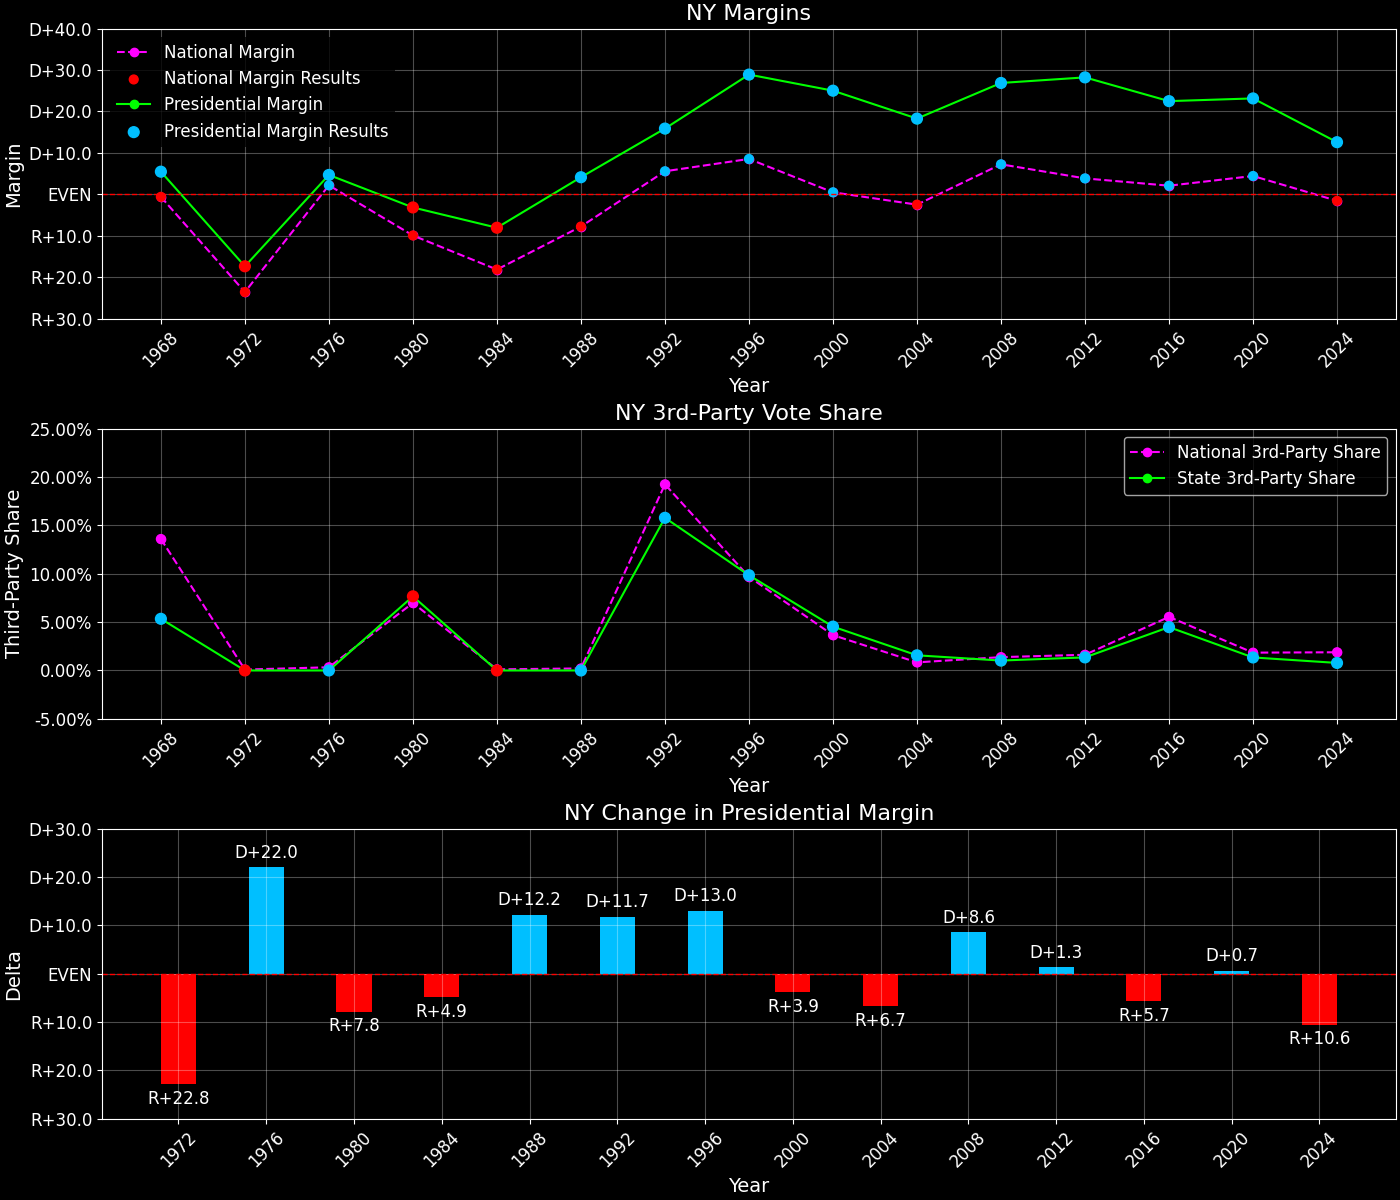 NY Margins
D+40.0
D+30.0
D+20.0
D+10.0
EVEN
R+10.0
R+20.0
R+30.0
Margin
National Margin
National Margin Results
Presidential Margin
Presidential Margin Results
1968 1972 1976 1980 1984 1988 1992 1996 2000 2004 2008 2012 2016 2020 2024
Year
NY 3rd-Party Vote Share
25.00%
20.00%
15.00%
10.00%
5.00%
0.00%
-5.00%
Third-Party Share
National 3rd-Party Share
State 3rd-Party Share
1968 1972 1976 1980 1984 1988 1992 1996 2000 2004 2008 2012 2016 2020 2024
Year
NY Change in Presidential Margin
D+30.0
D+20.0
D+10.0
EVEN
R+10.0
R+20.0
R+30.0
Delta
R+22.8
D+22.0
R+7.8
R+4.9
D+12.2
D+11.7
D+13.0
R+3.9
R+6.7
D+8.6
D+1.3
R+5.7
D+0.7
R+10.6
1972 1976 1980 1984 1988 1992 1996 2000 2004 2008 2012 2016 2020 2024
Year